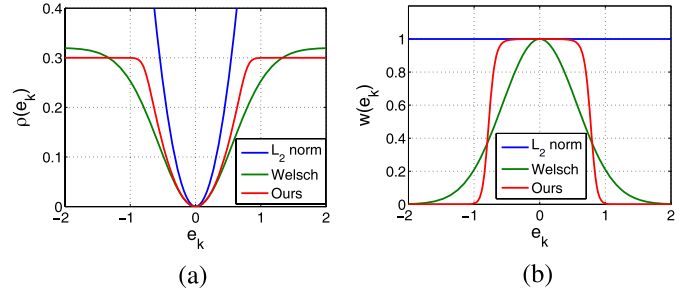 0.4
0.3
0.2
0.1
0
−2
−1
0
1
2
ρ(e_k)
e_k
L_2 norm
Welsch
Ours
(a)
1
0.8
0.6
0.4
0.2
0
−2
−1
0
1
2
w(e_k)
e_k
L_2 norm
Welsch
Ours
(b)